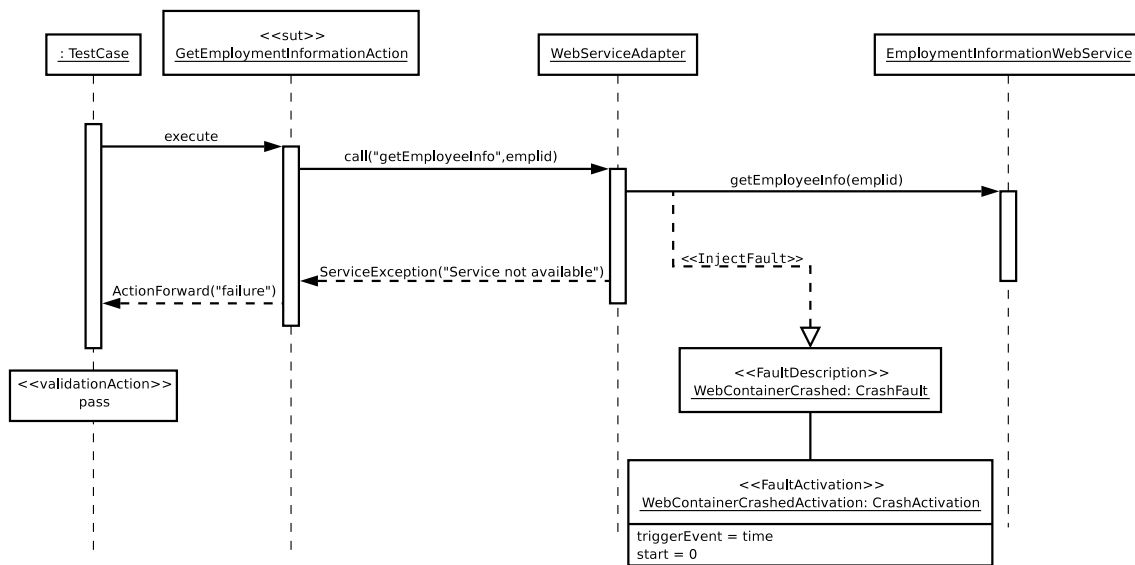 <<sut>>
: TestCase
GetEmploymentInformationAction
WebServiceAdapter
EmploymentInformationWebService
execute
call("getEmployeeInfo",emplid)
getEmployeeInfo(emplid)
<<InjectFault>>
ServiceException("Service not available")
ActionForward("failure")
<<validationAction>>
pass
<<FaultDescription>>
WebContainerCrashed: CrashFault
<<FaultActivation>>
WebContainerCrashedActivation: CrashActivation
triggerEvent = time
start = 0